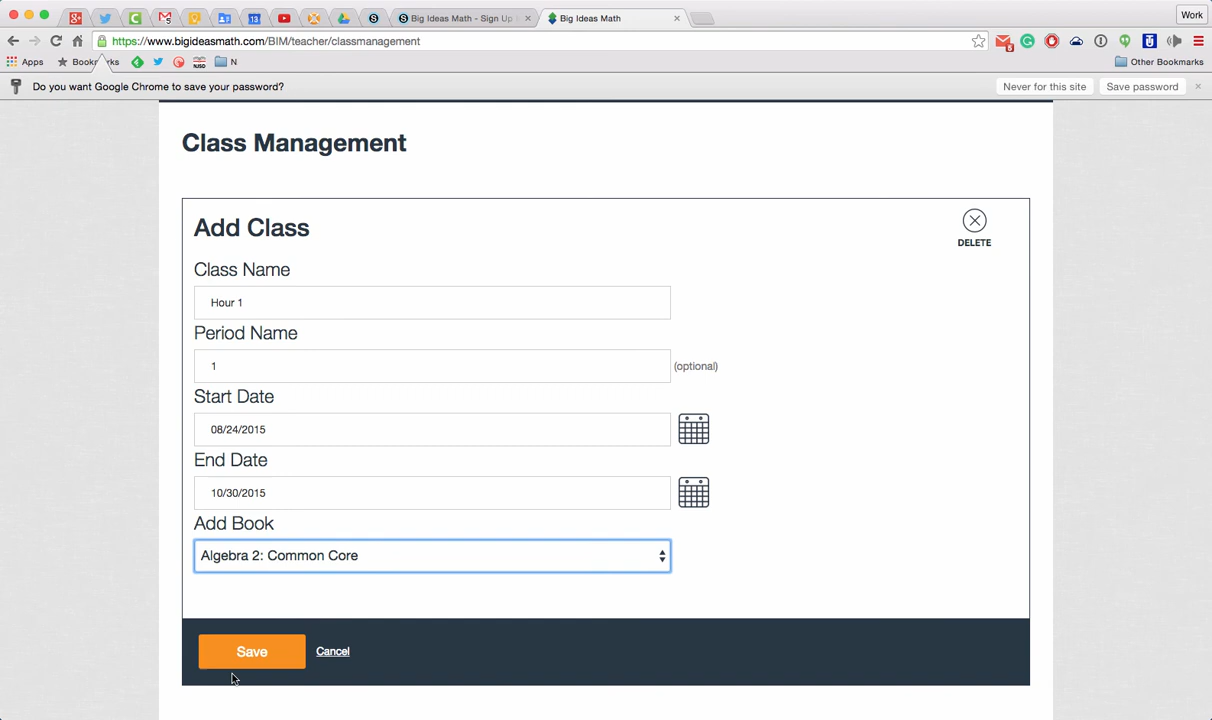 Big Ideas Math - Sign Up
Big Ideas Math
Work
https://www.bigideasmath.com/BIM/teacher/classmanagement
Apps
Bookmarks
N
Other Bookmarks
Do you want Google Chrome to save your password?
Never for this site
Save password
Class Management
Add Class
DELETE
Class Name
Hour 1
Period Name
1
(optional)
Start Date
08/24/2015
End Date
10/30/2015
Add Book
Algebra 2: Common Core
Save
Cancel